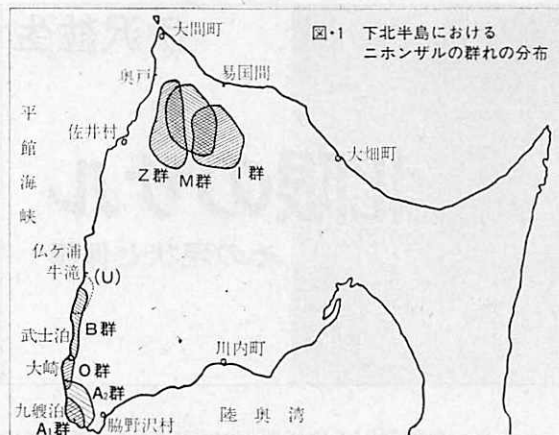 図・1 下北半島における
ニホンザルの群れの分布
大間町
奥戸
易国間
平館海峡
佐井村
大畑町
Z群
M群
I群
仏ケ浦
牛滝
(U)
B群
武士泊
大崎
O群
川内町
A₂群
九艘泊
A₁群
脇野沢村
陸奥湾